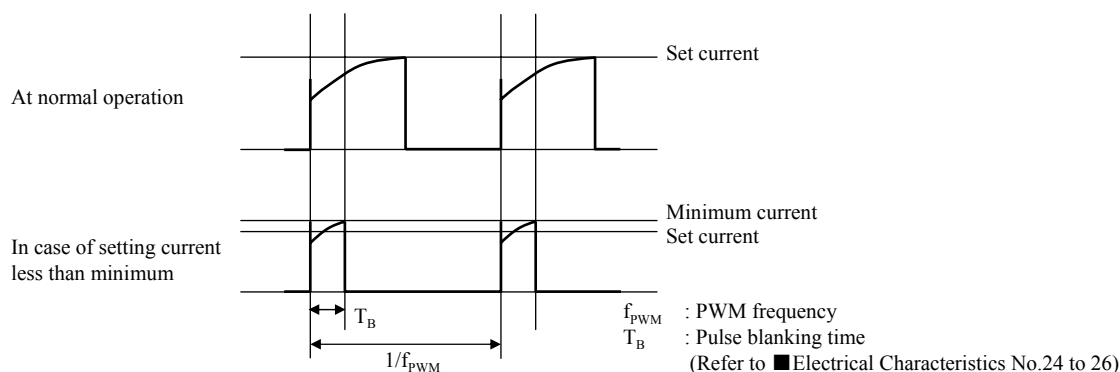 Set current
At normal operation
Minimum current
Set current
In case of setting current
less than minimum
T_B
1/f_PWM
f_PWM : PWM frequency
T_B : Pulse blanking time
(Refer to ■Electrical Characteristics No.24 to 26)